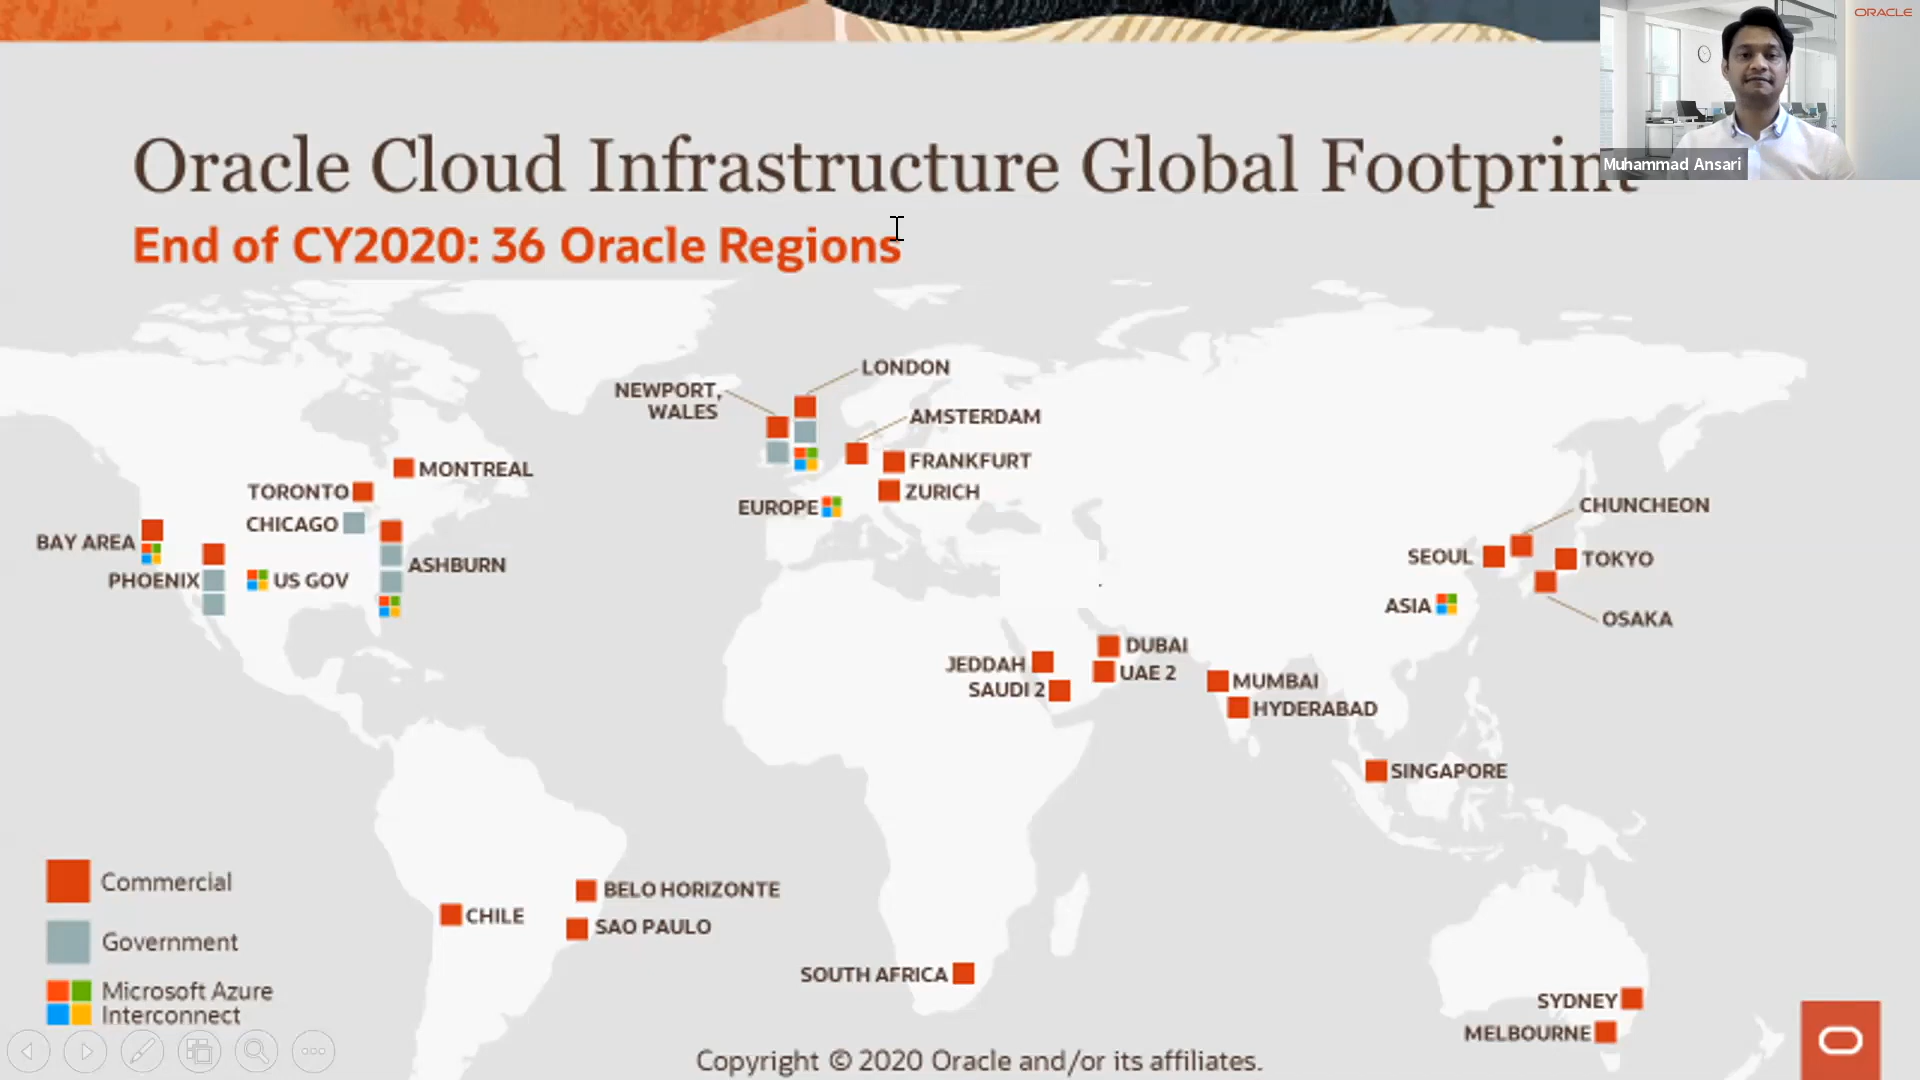 ORACLE
Muhammad Ansari
Oracle Cloud Infrastructure Global Footprint
End of CY2020: 36 Oracle Regions
LONDON
NEWPORT,
WALES
AMSTERDAM
FRANKFURT
ZURICH
EUROPE
MONTREAL
TORONTO
CHICAGO
BAY AREA
ASHBURN
PHOENIX
US GOV
CHUNCHEON
SEOUL
TOKYO
ASIA
OSAKA
JEDDAH
SAUDI 2
DUBAI
UAE 2
MUMBAI
HYDERABAD
SINGAPORE
BELO HORIZONTE
CHILE
SAO PAULO
SOUTH AFRICA
SYDNEY
MELBOURNE
Commercial
Government
Microsoft Azure
Interconnect
Copyright © 2020 Oracle and/or its affiliates.